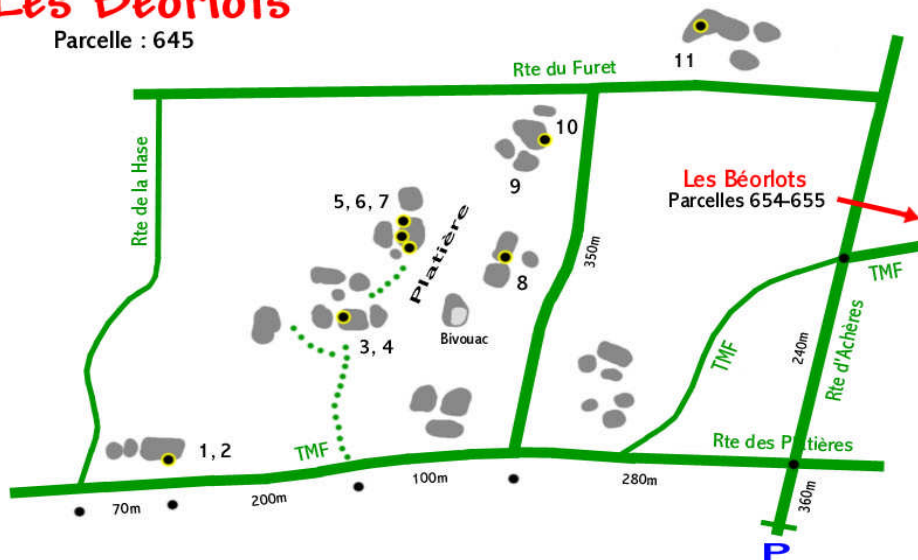 Les Béorlots
Parcelle : 645
11
Rte du Furet
10
Rte de la Hase
9
Les Béorlots
Parcelles 654-655
5, 6, 7
Platière
350m
8
TMF
Bivouac
3, 4
TMF
240m
Rte d'Achères
1, 2
TMF
Rte des Platières
70m
200m
100m
280m
360m
P